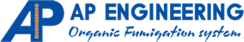 AP AP ENGINEERING
Organic Fumigation system